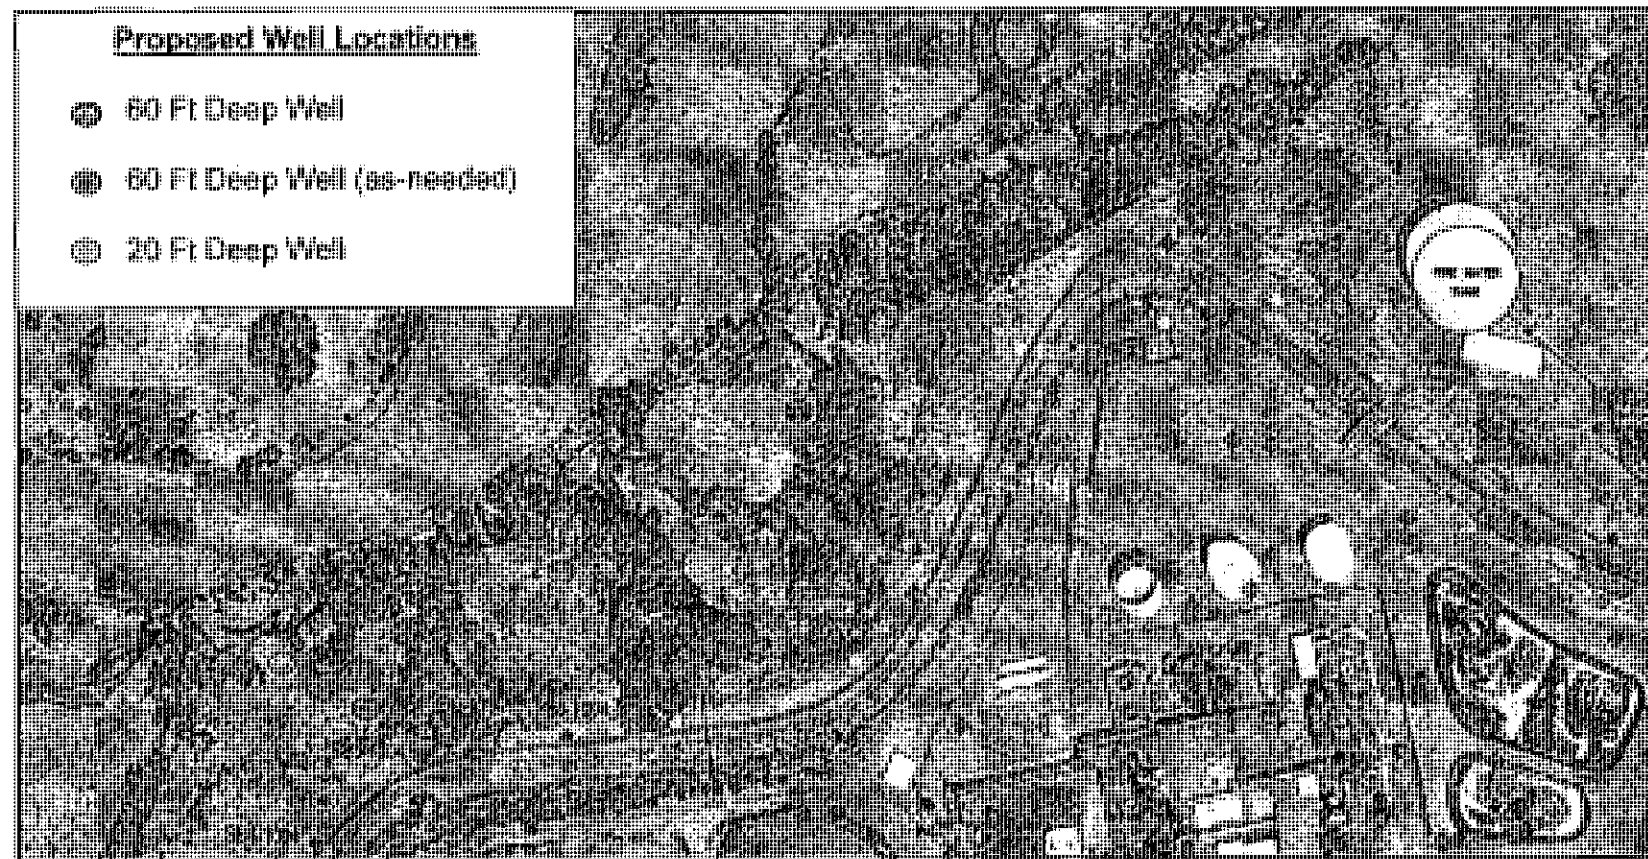 Proposed Well Locations
60 Ft Deep Well
60 Ft Deep Well (as-needed)
20 Ft Deep Well